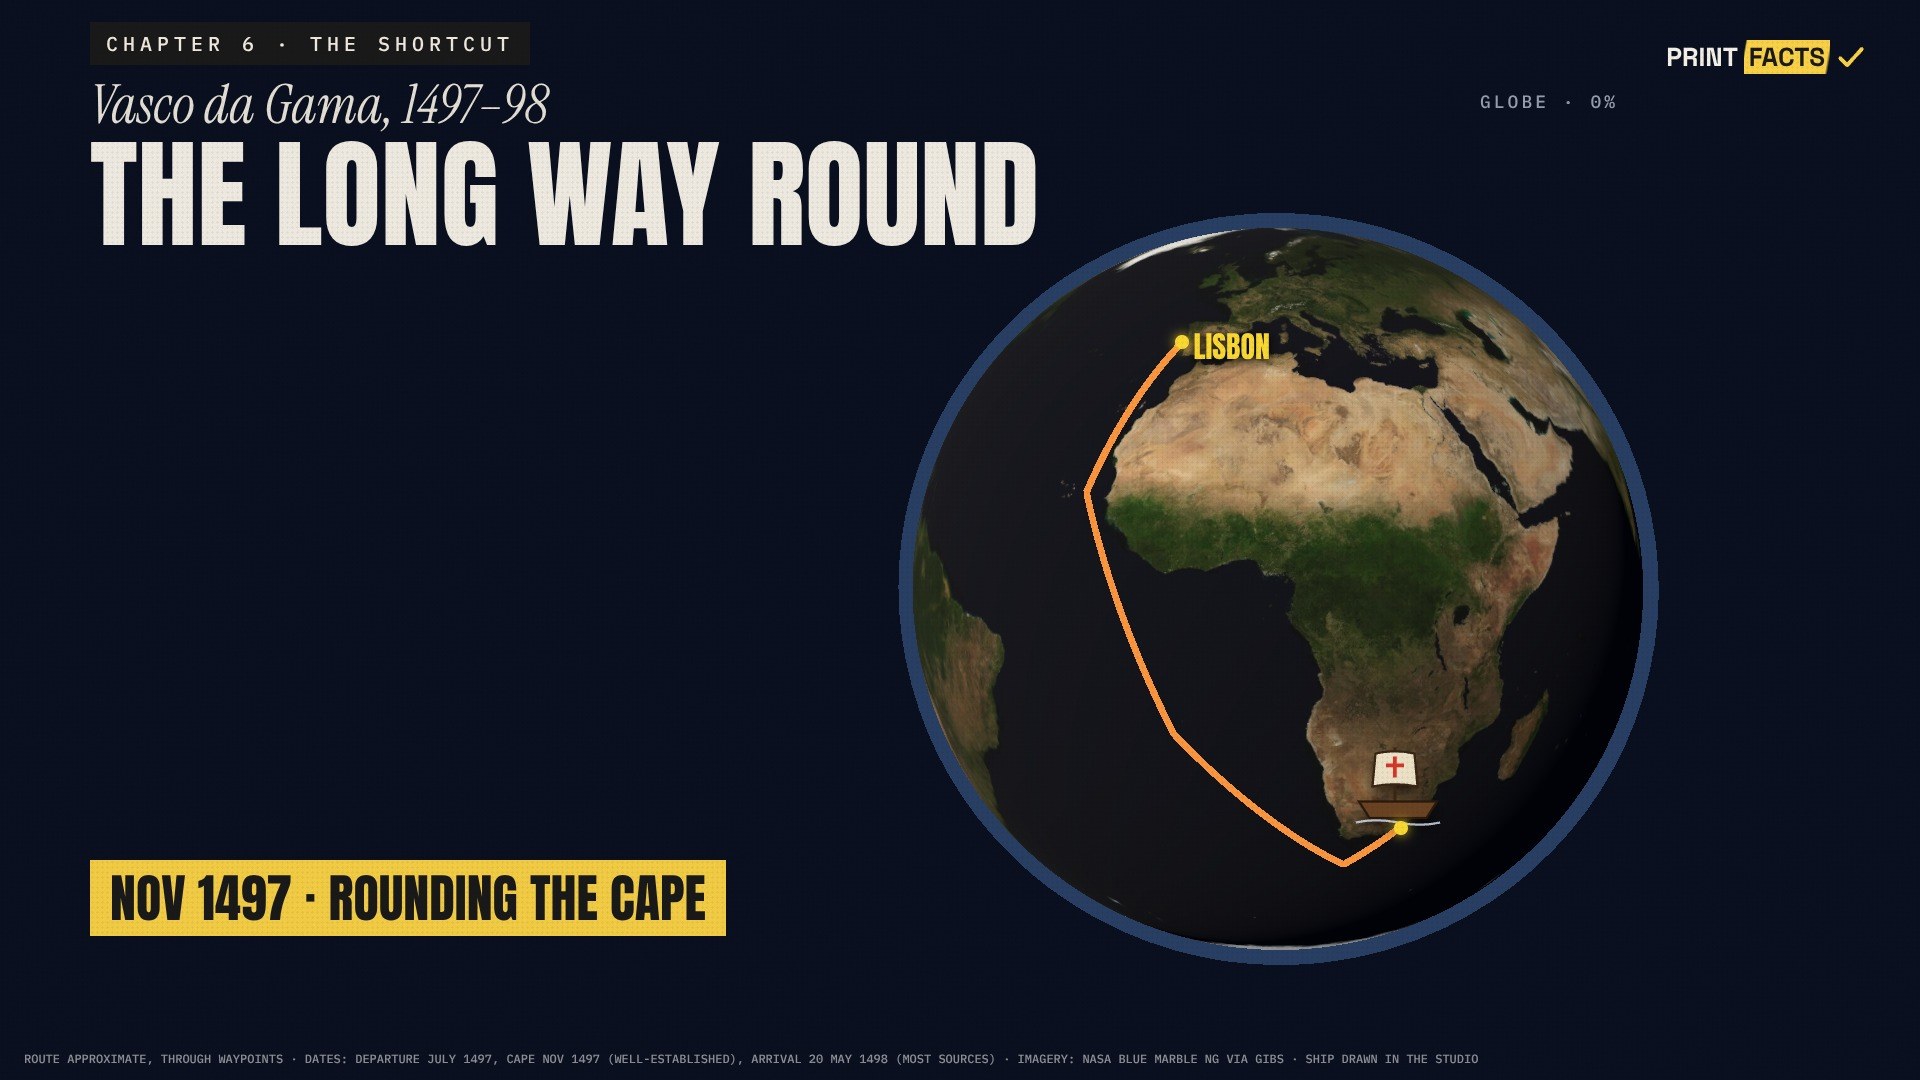 CHAPTER 6 · THE SHORTCUT
Vasco da Gama, 1497–98
THE LONG WAY ROUND
PRINT FACTS
GLOBE · 0%
LISBON
NOV 1497 · ROUNDING THE CAPE
ROUTE APPROXIMATE, THROUGH WAYPOINTS · DATES: DEPARTURE JULY 1497, CAPE NOV 1497 (WELL-ESTABLISHED), ARRIVAL 20 MAY 1498 (MOST SOURCES) · IMAGERY: NASA BLUE MARBLE NG VIA GIBS · SHIP DRAWN IN THE STUDIO